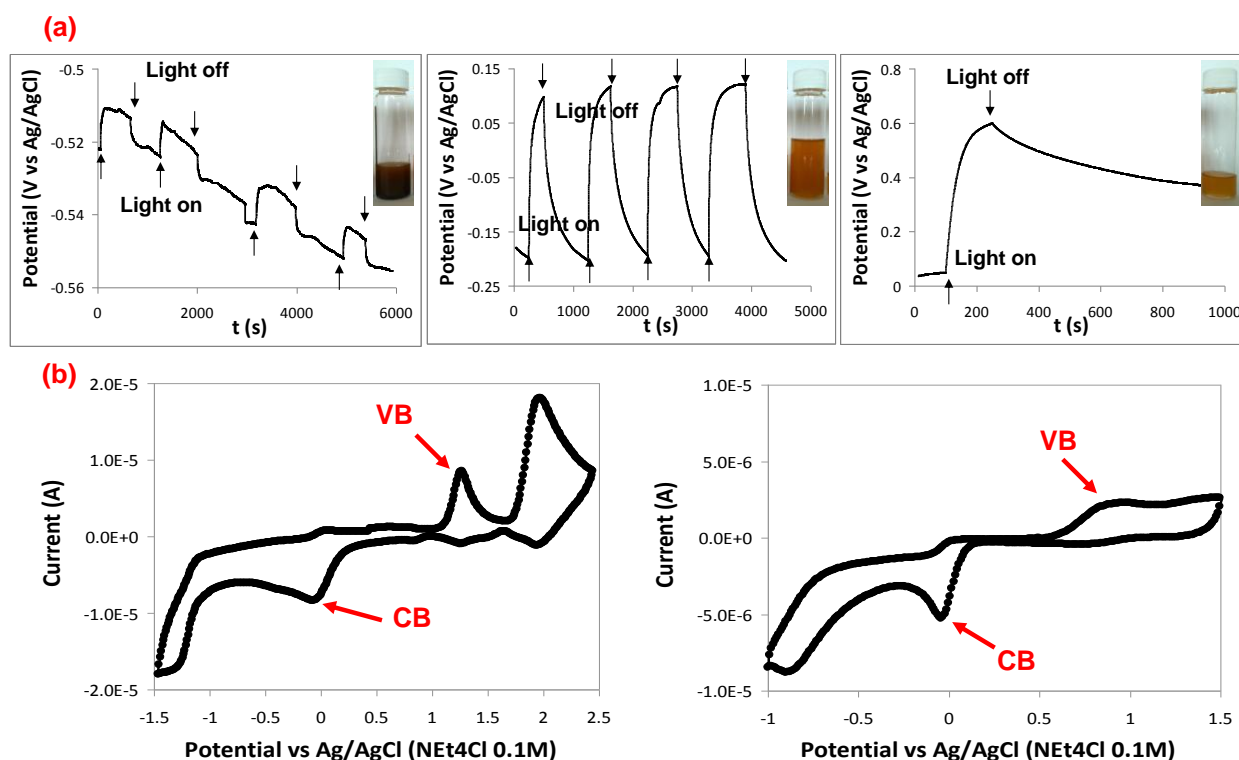 (a)
-0.5
-0.52
-0.54
-0.56
Potential (V vs Ag/AgCl)
Light off
Light on
0
2000
4000
6000
t (s)
0.15
0.05
-0.05
-0.15
-0.25
Potential (V vs Ag/AgCl)
Light off
Light on
0
1000
2000
3000
4000
5000
t (s)
0.8
0.6
0.4
0.2
0
Potential (V vs Ag/AgCl)
Light off
Light on
0
200
400
600
800
1000
t (s)
(b)
2.0E-5
1.0E-5
0.0E+0
-1.0E-5
-2.0E-5
Current (A)
VB
CB
-1.5
-1
-0.5
0
0.5
1
1.5
2
2.5
Potential vs Ag/AgCl (NEt4Cl 0.1M)
1.0E-5
5.0E-6
0.0E+0
-5.0E-6
-1.0E-5
Current (A)
VB
CB
-1
-0.5
0
0.5
1
1.5
Potential vs Ag/AgCl (NEt4Cl 0.1M)